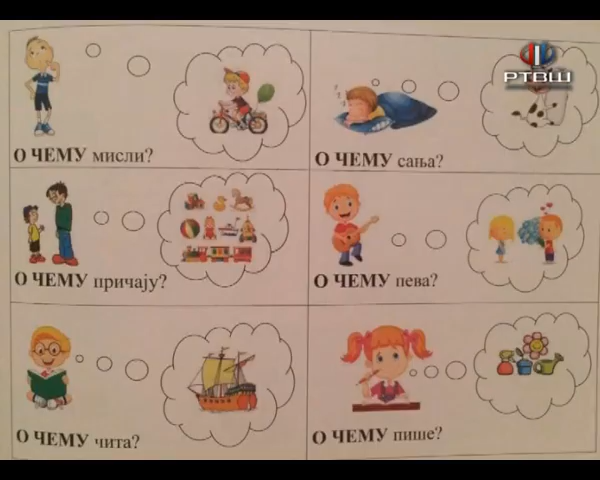 РТВШ
О ЧЕМУ мисли?
О ЧЕМУ сања?
О ЧЕМУ причају?
О ЧЕМУ пева?
О ЧЕМУ чита?
О ЧЕМУ пише?